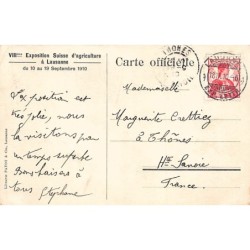 VIIIme Exposition Suisse d'agriculture
à Lausanne
du 10 au 19 Septembre 1910
Carte officielle
Mademoiselle
Marguerite
à Thônes
Hte Savoie
France
L'exposition est
très jolie, nous
la visitons par
un temps superbe
Bons baisers à
tous Stéphane